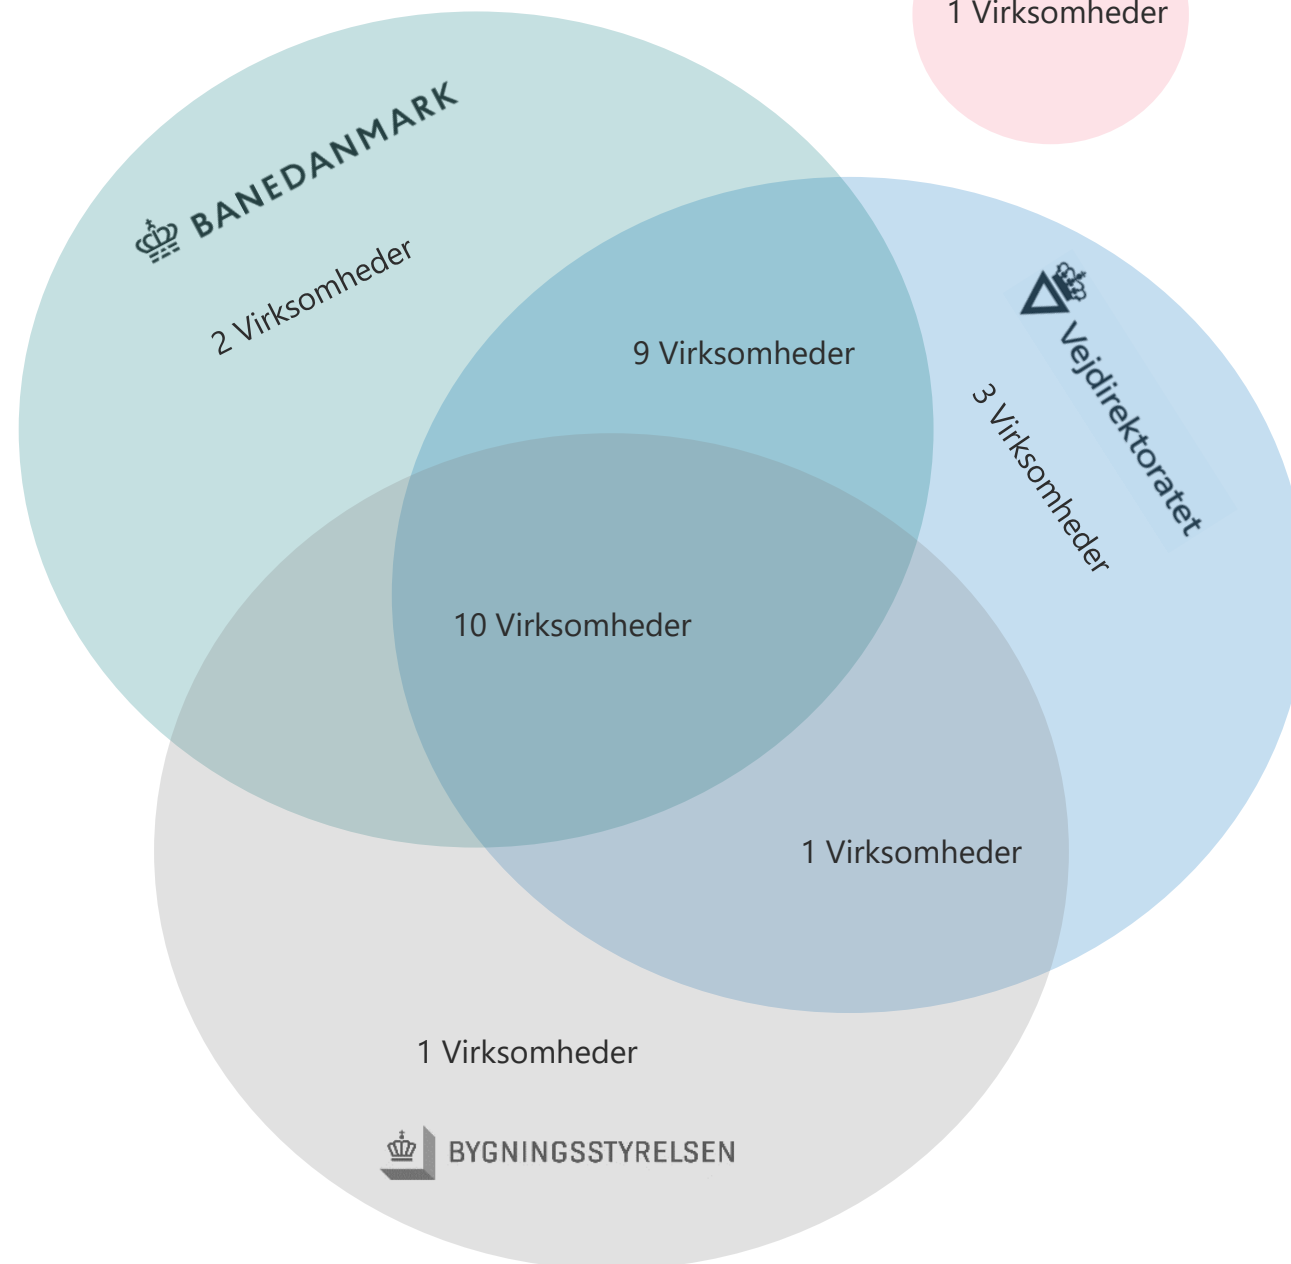 1 Virksomheder
BANEDANMARK
2 Virksomheder
9 Virksomheder
Vejdirektoratet
3 Virksomheder
10 Virksomheder
1 Virksomheder
1 Virksomheder
BYGNINGSSTYRELSEN